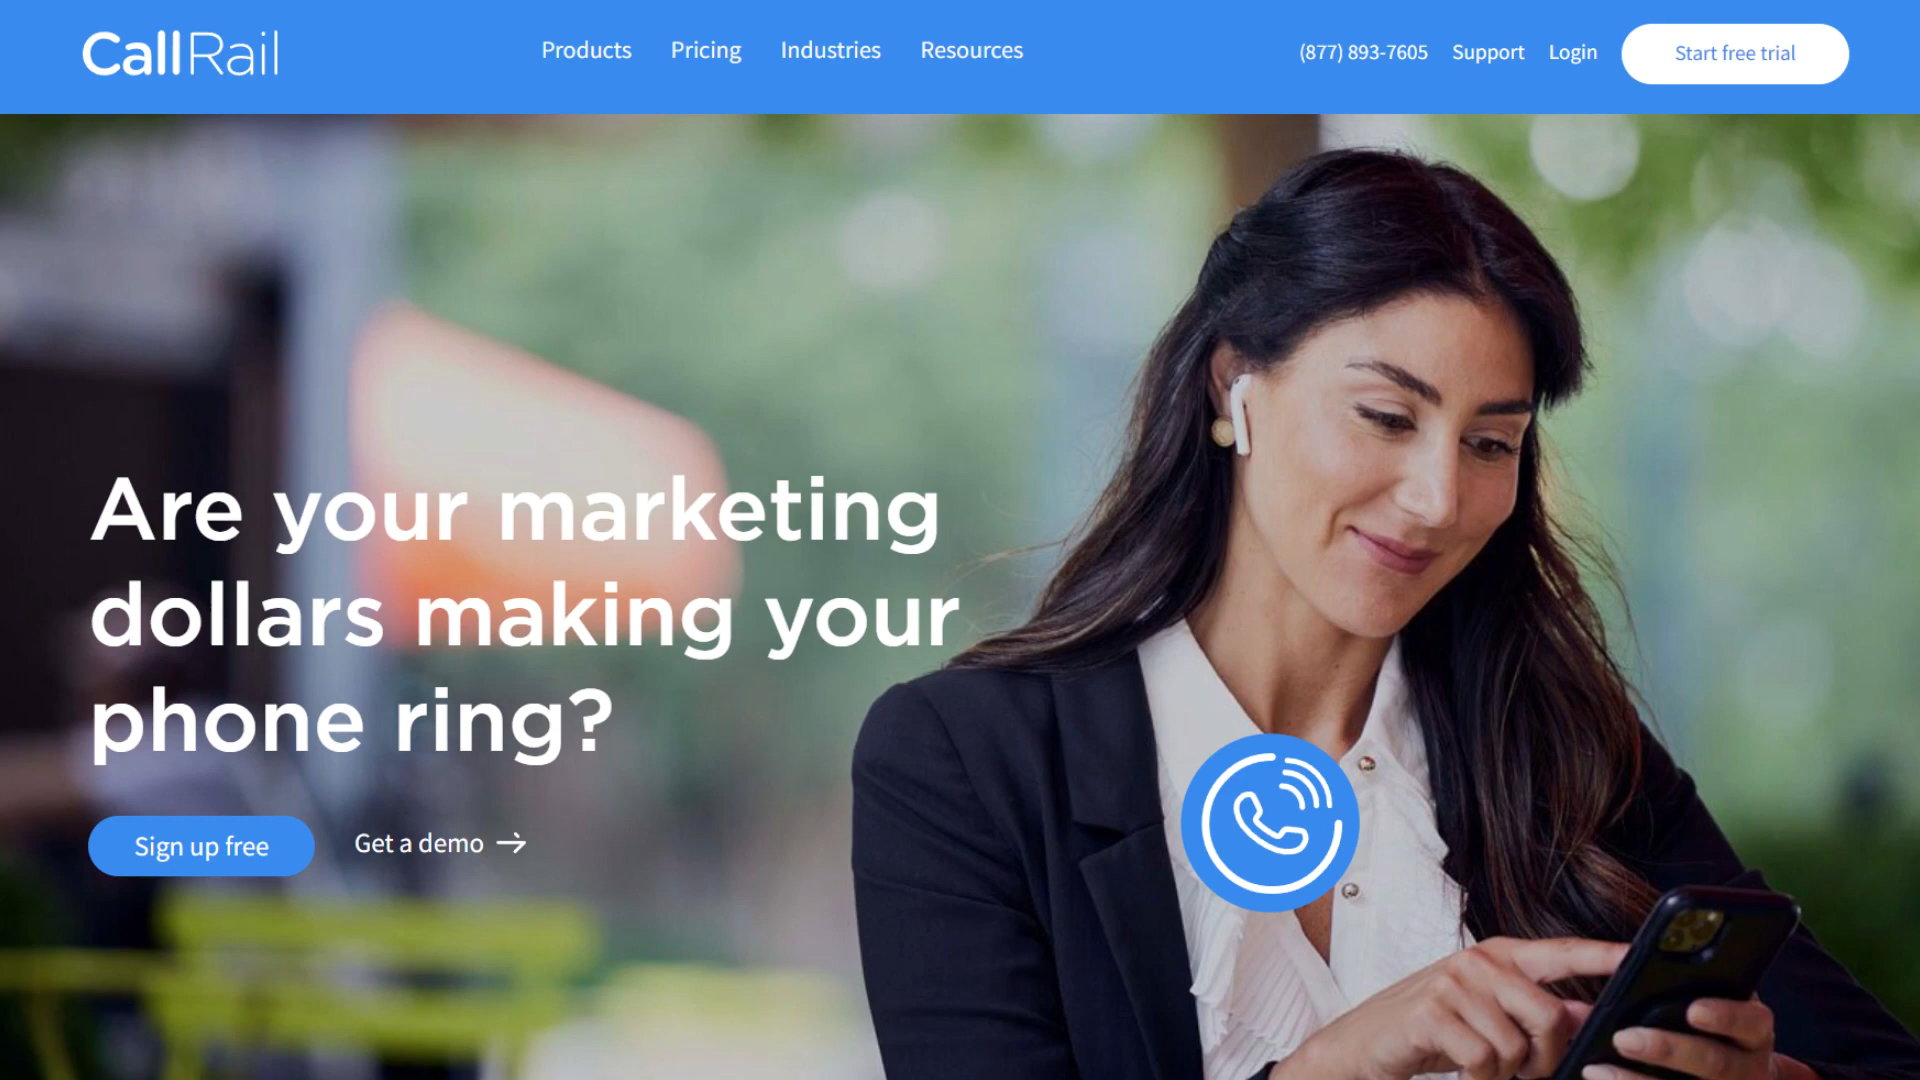 CallRail
Products Pricing Industries Resources
(877) 893-7605 Support Login Start free trial
Are your marketing
dollars making your
phone ring?
Sign up free Get a demo →